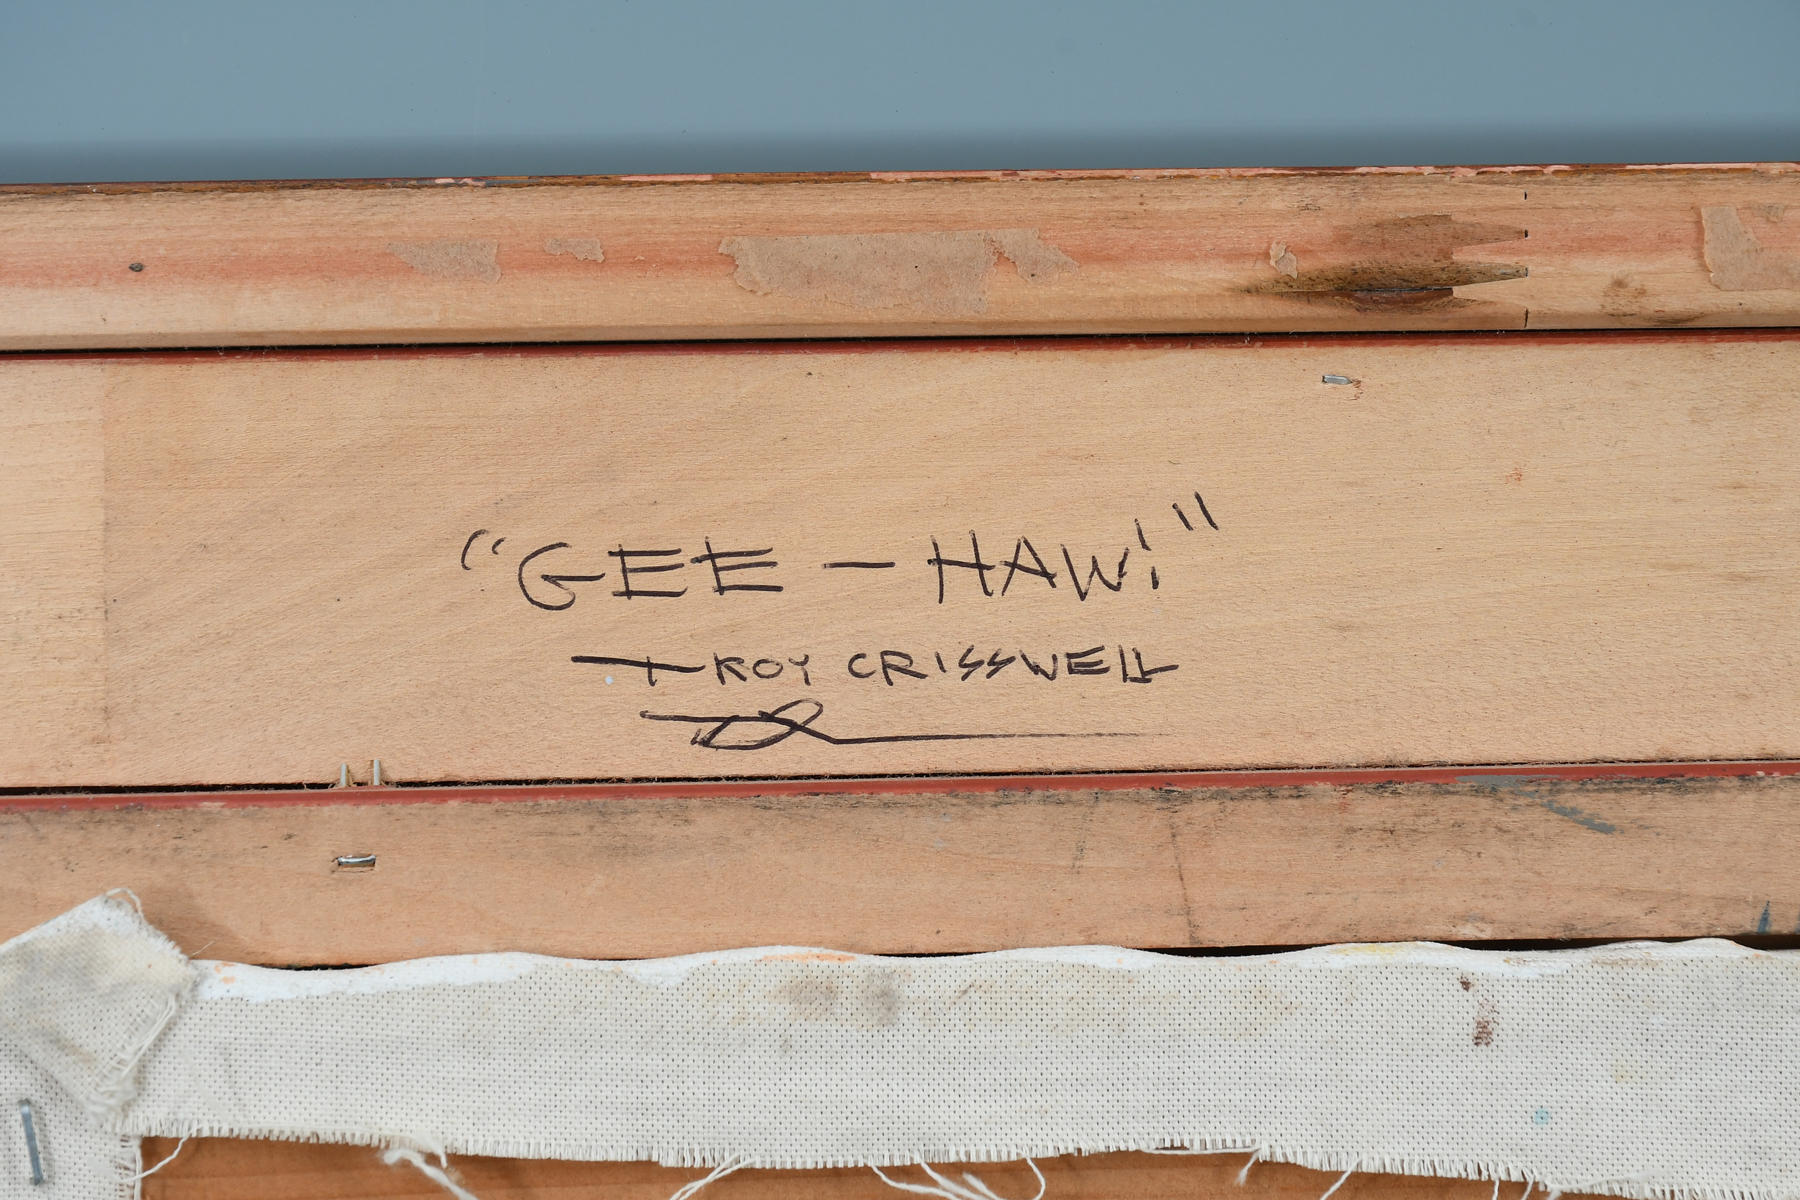 "GEE - HAW!"
TROY CRISSWELL